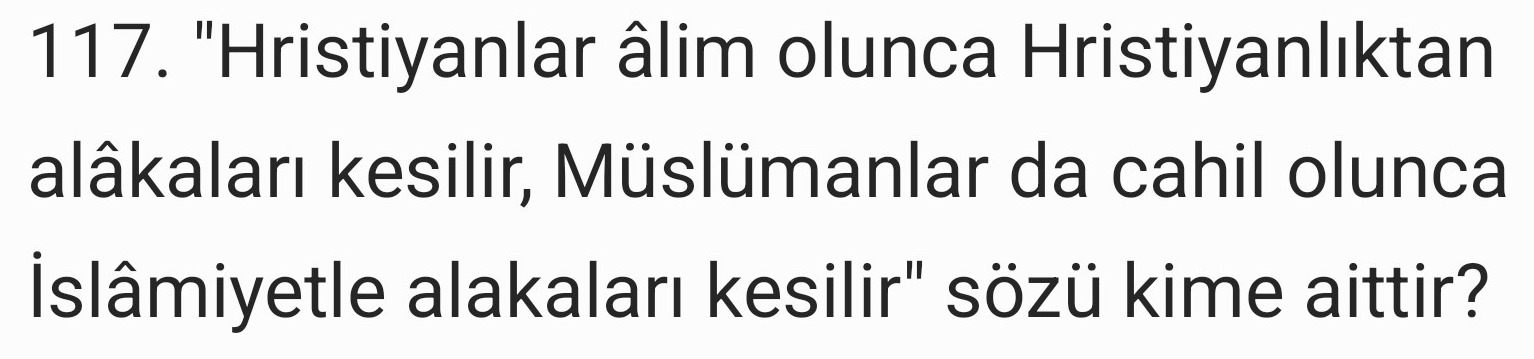 117. "Hristiyanlar âlim olunca Hristiyanlıktan
alâkaları kesilir, Müslümanlar da cahil olunca
İslâmiyetle alakaları kesilir" sözü kime aittir?